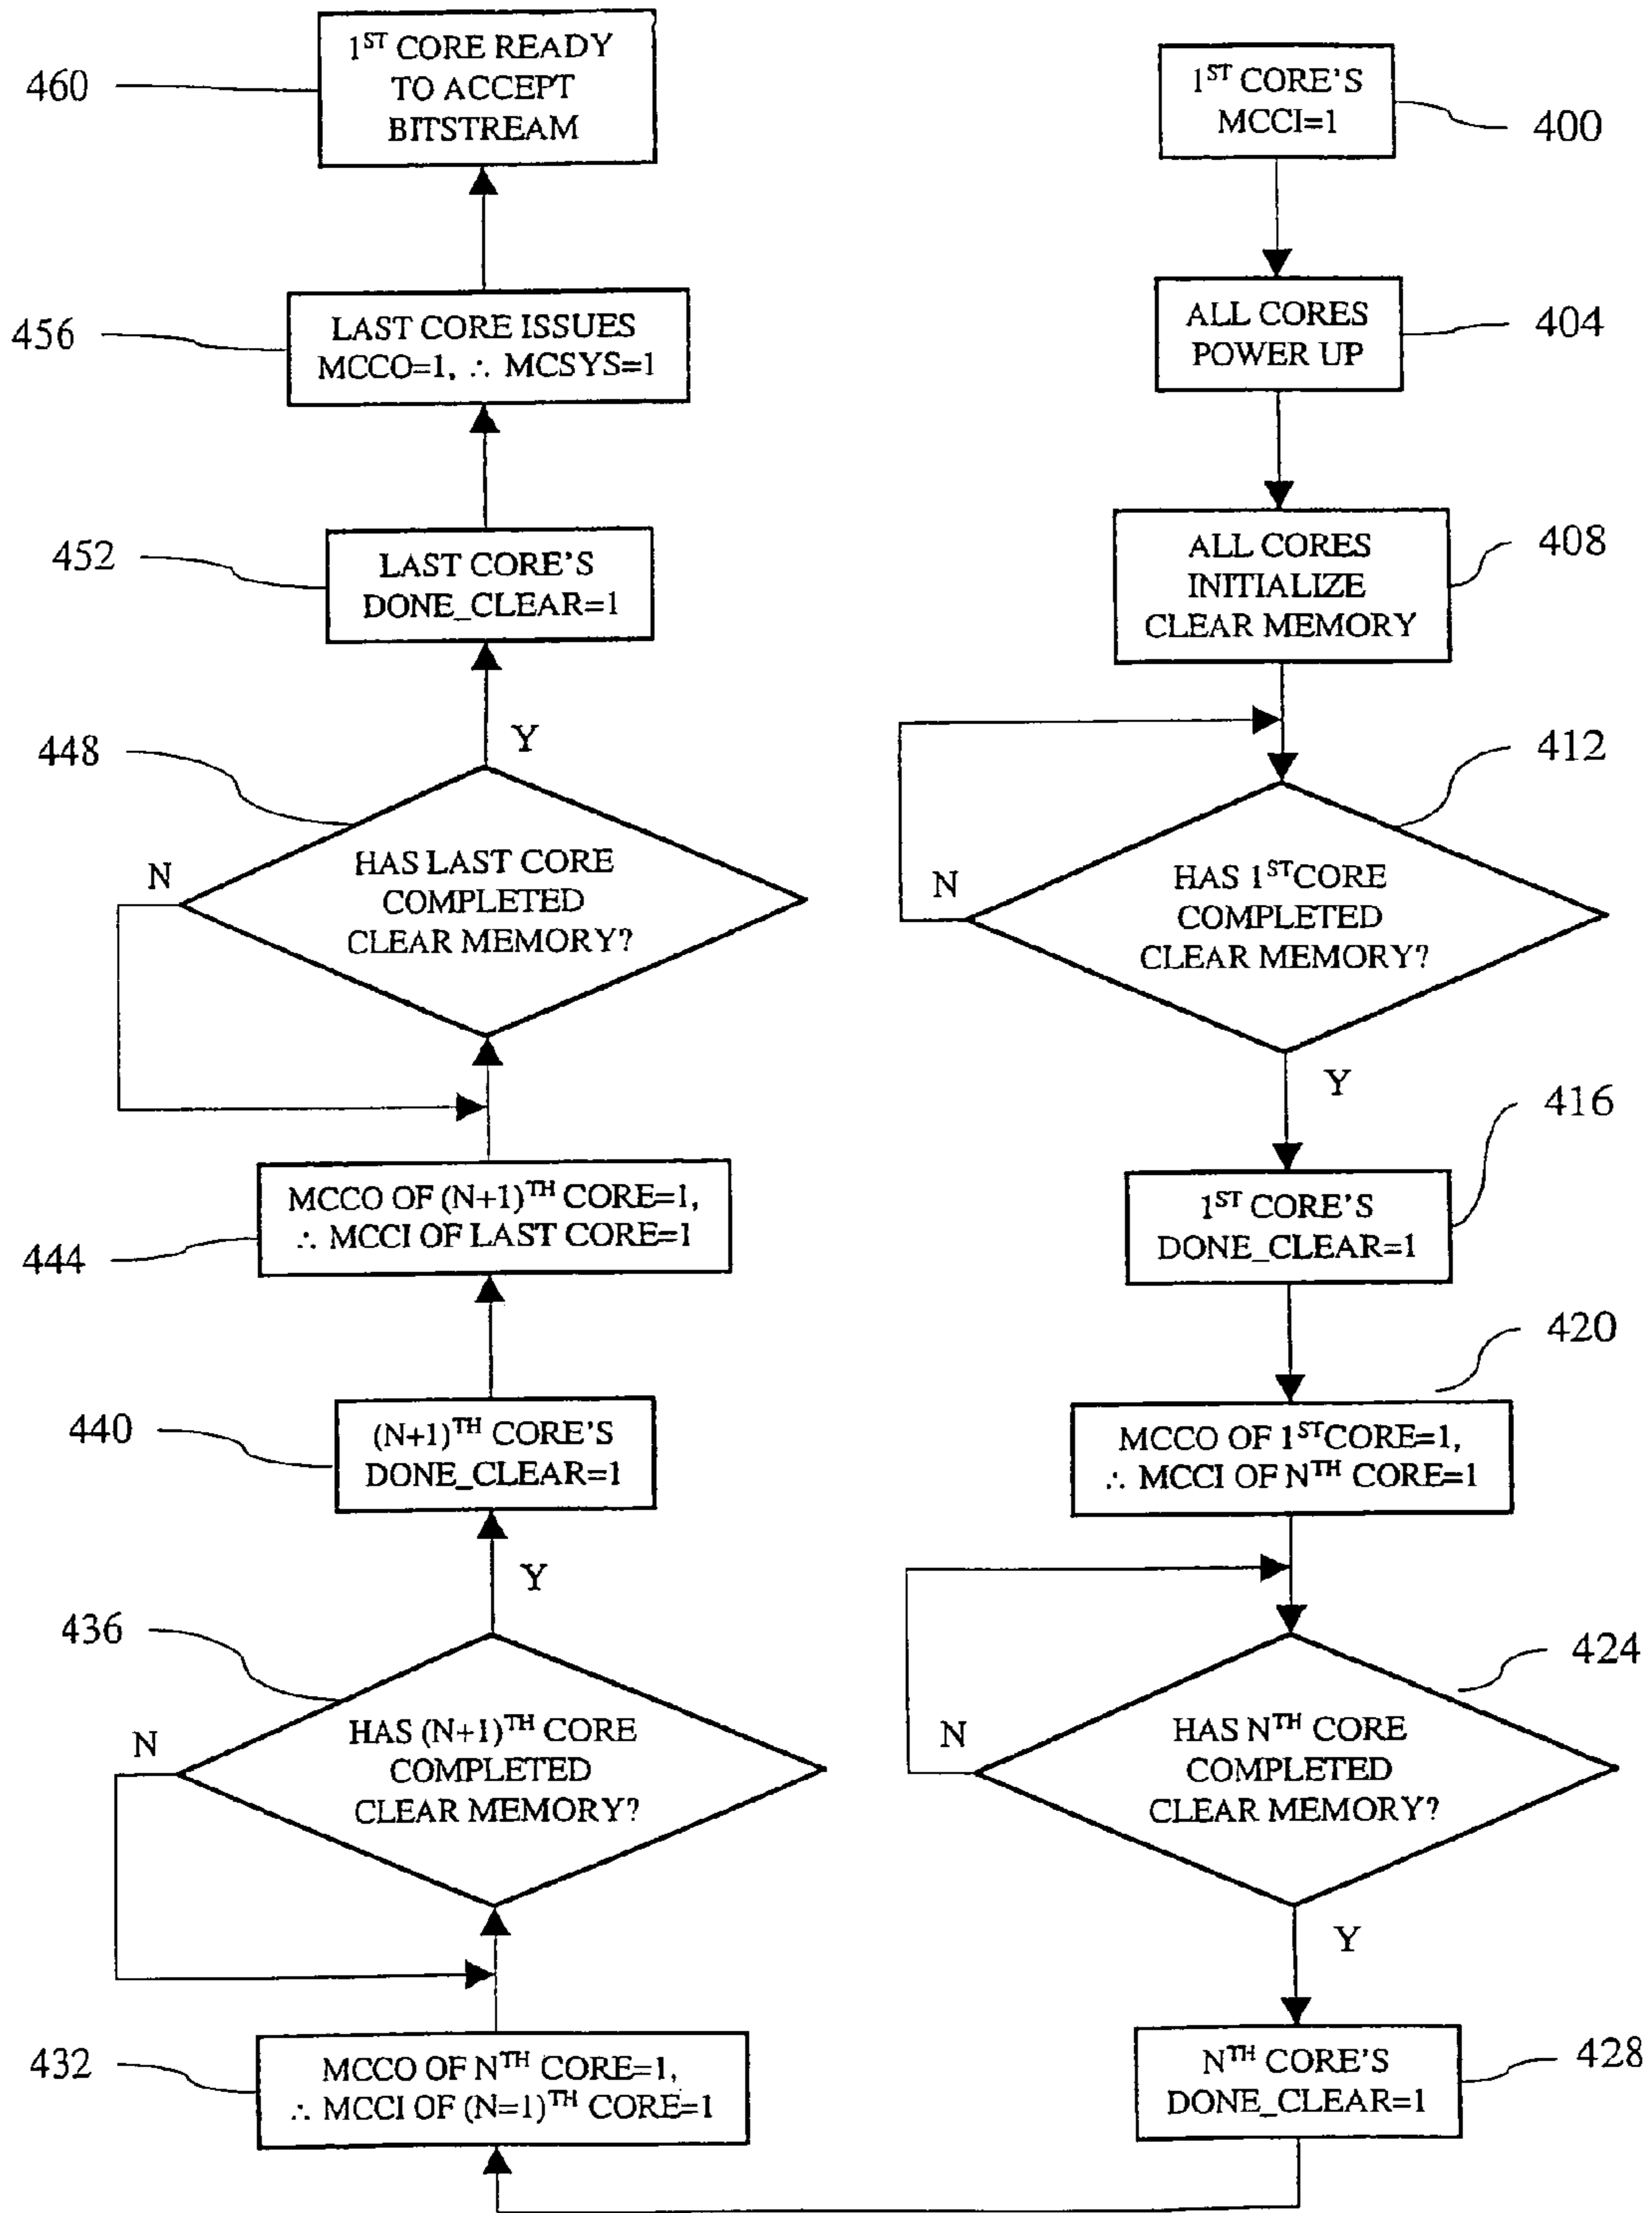 1ST CORE'S
MCCI=1
400
ALL CORES
POWER UP
404
ALL CORES
INITIALIZE
CLEAR MEMORY
408
HAS 1ST CORE
COMPLETED
CLEAR MEMORY?
412
N
Y
1ST CORE'S
DONE_CLEAR=1
416
MCCO OF 1ST CORE=1,
∴ MCCI OF NTH CORE=1
420
HAS NTH CORE
COMPLETED
CLEAR MEMORY?
424
N
Y
NTH CORE'S
DONE_CLEAR=1
428
MCCO OF NTH CORE=1,
∴ MCCI OF (N=1)TH CORE=1
432
HAS (N+1)TH CORE
COMPLETED
CLEAR MEMORY?
436
N
Y
(N+1)TH CORE'S
DONE_CLEAR=1
440
MCCO OF (N+1)TH CORE=1,
∴ MCCI OF LAST CORE=1
444
HAS LAST CORE
COMPLETED
CLEAR MEMORY?
448
N
Y
LAST CORE'S
DONE_CLEAR=1
452
LAST CORE ISSUES
MCCO=1, ∴ MCSYS=1
456
1ST CORE READY
TO ACCEPT
BITSTREAM
460